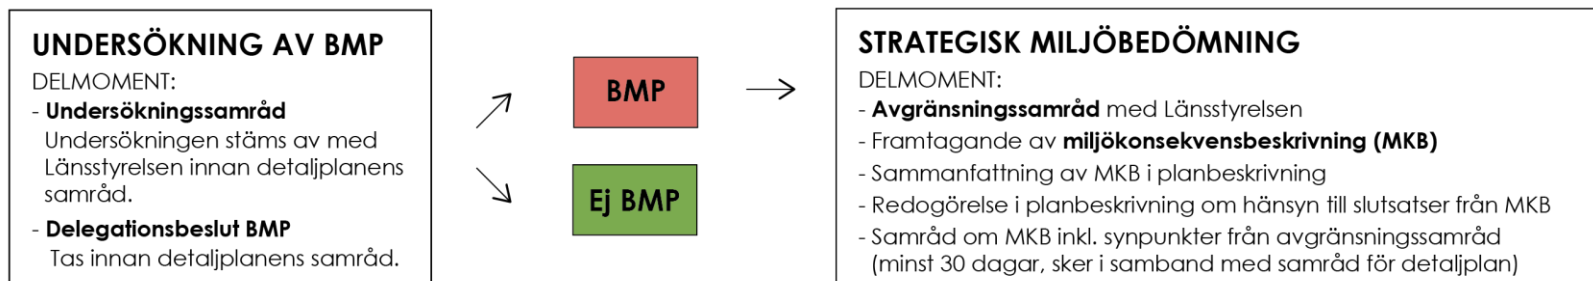 UNDERSÖKNING AV BMP
DELMOMENT:
- Undersökningssamråd
Undersökningen stäms av med
Länsstyrelsen innan detaljplanens
samråd.
- Delegationsbeslut BMP
Tas innan detaljplanens samråd.
BMP
Ej BMP
STRATEGISK MILJÖBEDÖMNING
DELMOMENT:
- Avgränsningssamråd med Länsstyrelsen
- Framtagande av miljökonsekvensbeskrivning (MKB)
- Sammanfattning av MKB i planbeskrivning
- Redogörelse i planbeskrivning om hänsyn till slutsatser från MKB
- Samråd om MKB inkl. synpunkter från avgränsningssamråd
(minst 30 dagar, sker i samband med samråd för detaljplan)